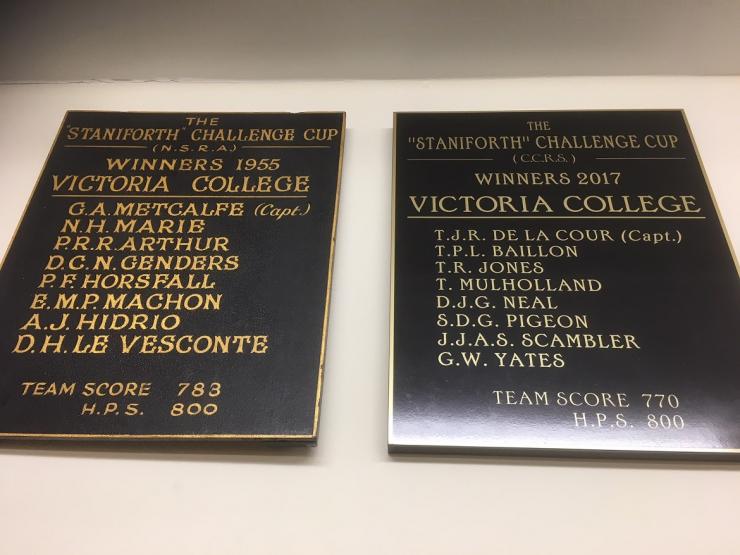 THE
"STANIFORTH" CHALLENGE CUP
(N.S.R.A.)
WINNERS 1955
VICTORIA COLLEGE
G.A. METCALFE (Capt.)
N.H. MARIE
P.R.R. ARTHUR
D.C.N. GENDERS
P.F. HORSFALL
E.M.P. MACHON
A.J. HIDRIO
D.H. LE VESCONTE
TEAM SCORE 783
H.P.S. 800
THE
"STANIFORTH" CHALLENGE CUP
(C.C.R.S.)
WINNERS 2017
VICTORIA COLLEGE
T.J.R. DE LA COUR (Capt.)
T.P.L. BAILLON
T.R. JONES
T. MULHOLLAND
D.J.G. NEAL
S.D.G. PIGEON
J.J.A.S. SCAMBLER
G.W. YATES
TEAM SCORE 770
H.P.S. 800